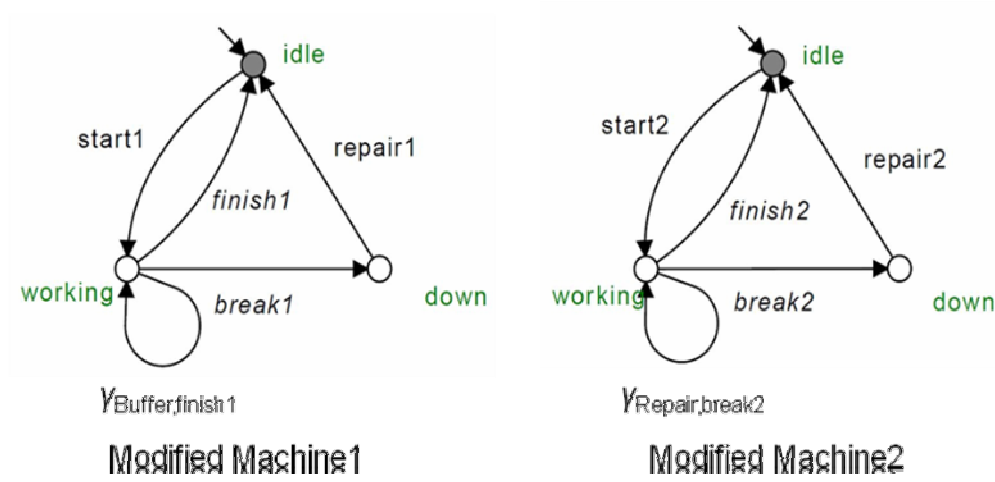 idle
start1
repair1
finish1
working
break1
down
γBuffer,finish1
Modified Machine1
idle
start2
repair2
finish2
working
break2
down
γRepair,break2
Modified Machine2